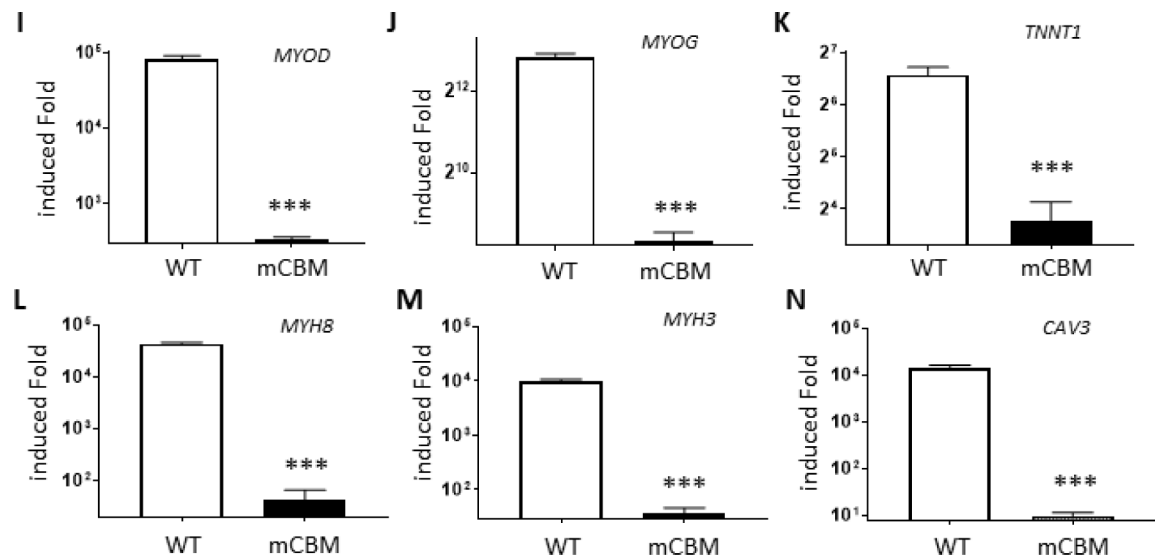 I
J
K
10⁵
10⁴
10³
induced Fold
MYOD
***
WT mCBM
2¹²
2¹⁰
induced Fold
MYOG
***
WT mCBM
2⁷
2⁶
2⁵
2⁴
induced Fold
TNNT1
***
WT mCBM
L
M
N
10⁵
10⁴
10³
10²
induced Fold
MYH8
***
WT mCBM
10⁵
10⁴
10³
10²
induced Fold
MYH3
***
WT mCBM
10⁵
10⁴
10³
10²
10¹
induced Fold
CAV3
***
WT mCBM